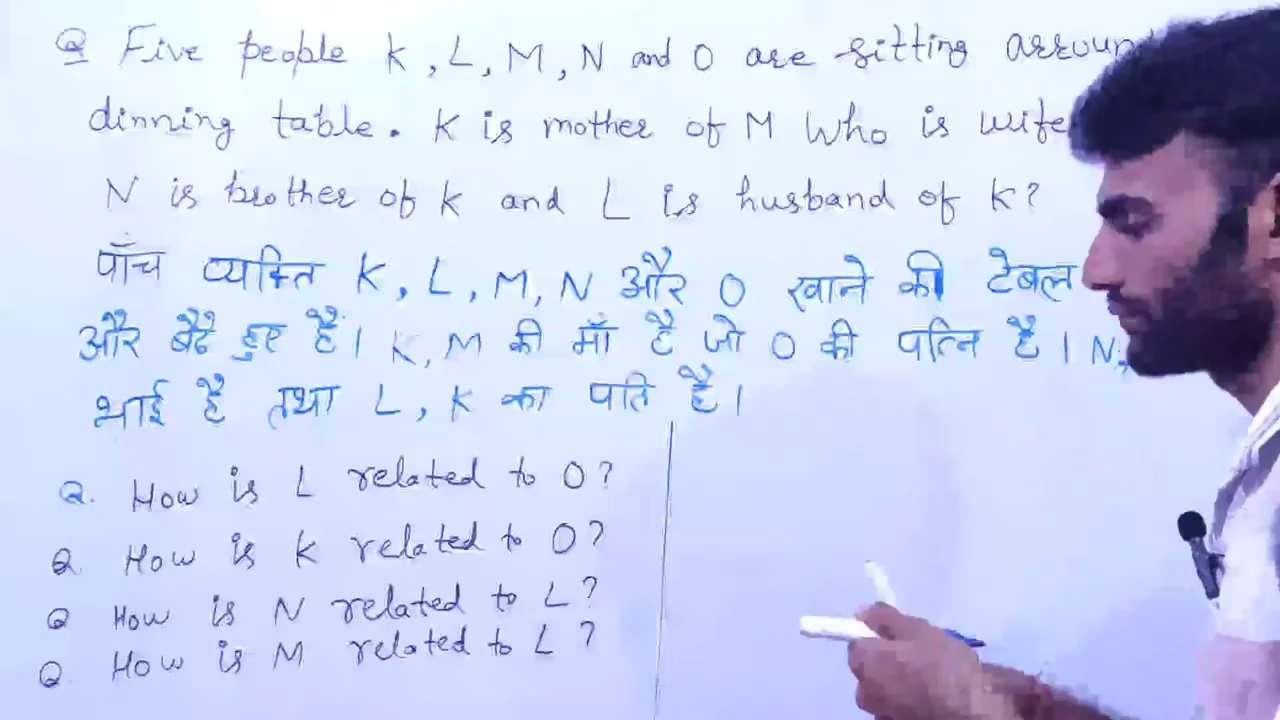 Q Five people K, L, M, N and O are sitting arroun
dinning table. K is mother of M Who is wife
N is brother of K and L is husband of K?
पाँच व्यक्ति K, L, M, N और O खाने की टेबल
और बैठे हुए हैं। K, M की माँ है जो O की पत्नि है। N,
भाई है तथा L, K का पति है।
Q. How is L related to O?
Q. How is K related to O?
Q How is N related to L?
Q. How is M related to L?